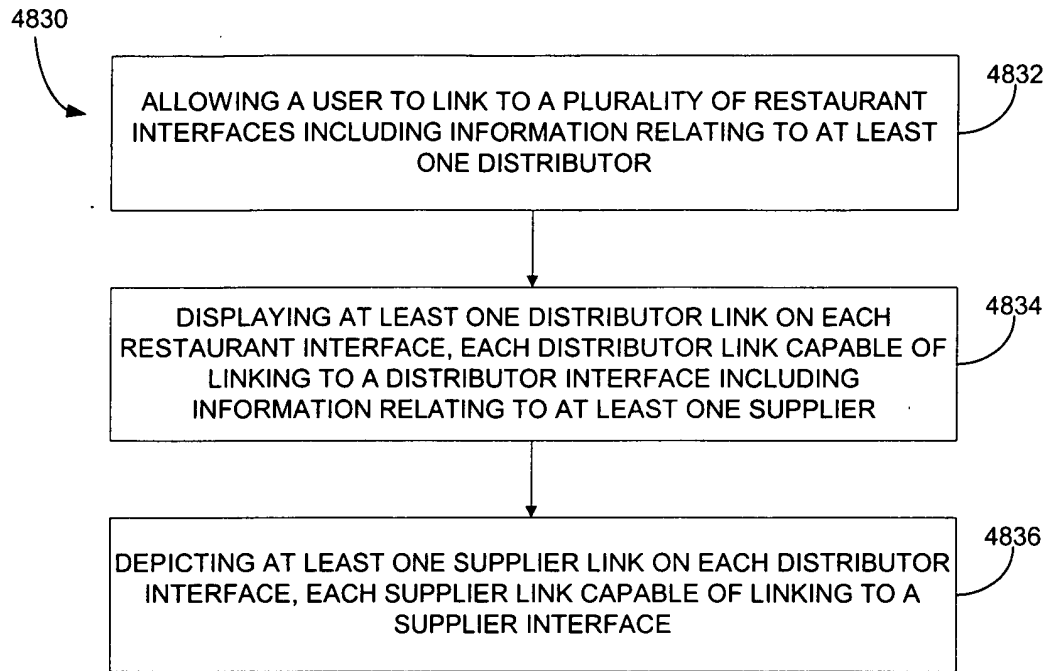 4830
4832
ALLOWING A USER TO LINK TO A PLURALITY OF RESTAURANT
INTERFACES INCLUDING INFORMATION RELATING TO AT LEAST
ONE DISTRIBUTOR
4834
DISPLAYING AT LEAST ONE DISTRIBUTOR LINK ON EACH
RESTAURANT INTERFACE, EACH DISTRIBUTOR LINK CAPABLE OF
LINKING TO A DISTRIBUTOR INTERFACE INCLUDING
INFORMATION RELATING TO AT LEAST ONE SUPPLIER
4836
DEPICTING AT LEAST ONE SUPPLIER LINK ON EACH DISTRIBUTOR
INTERFACE, EACH SUPPLIER LINK CAPABLE OF LINKING TO A
SUPPLIER INTERFACE